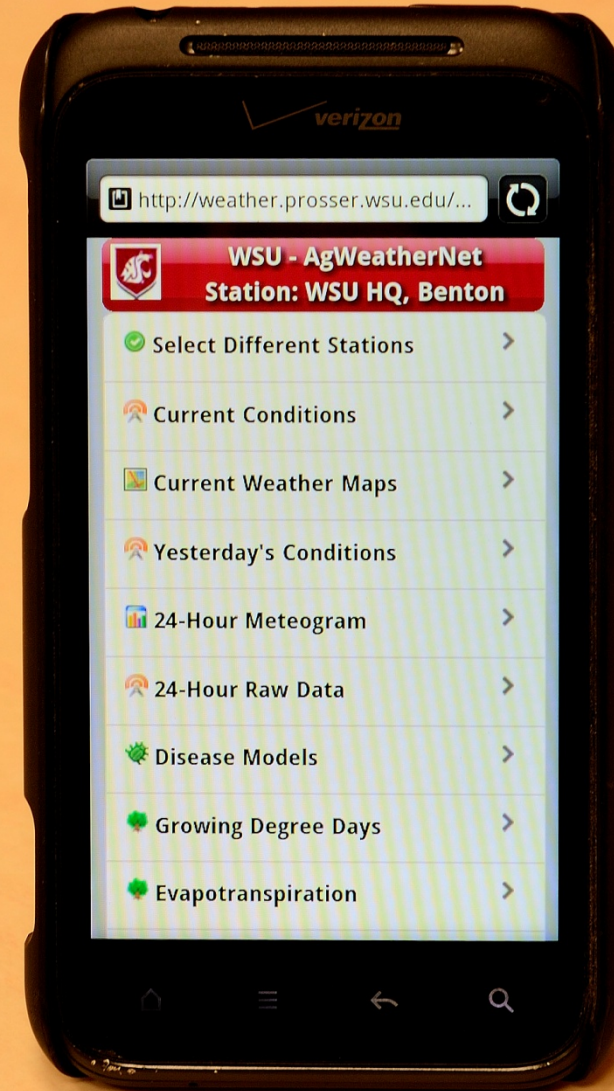 verizon
http://weather.prosser.wsu.edu/...
WSU - AgWeatherNet
Station: WSU HQ, Benton
Select Different Stations
Current Conditions
Current Weather Maps
Yesterday's Conditions
24-Hour Meteogram
24-Hour Raw Data
Disease Models
Growing Degree Days
Evapotranspiration